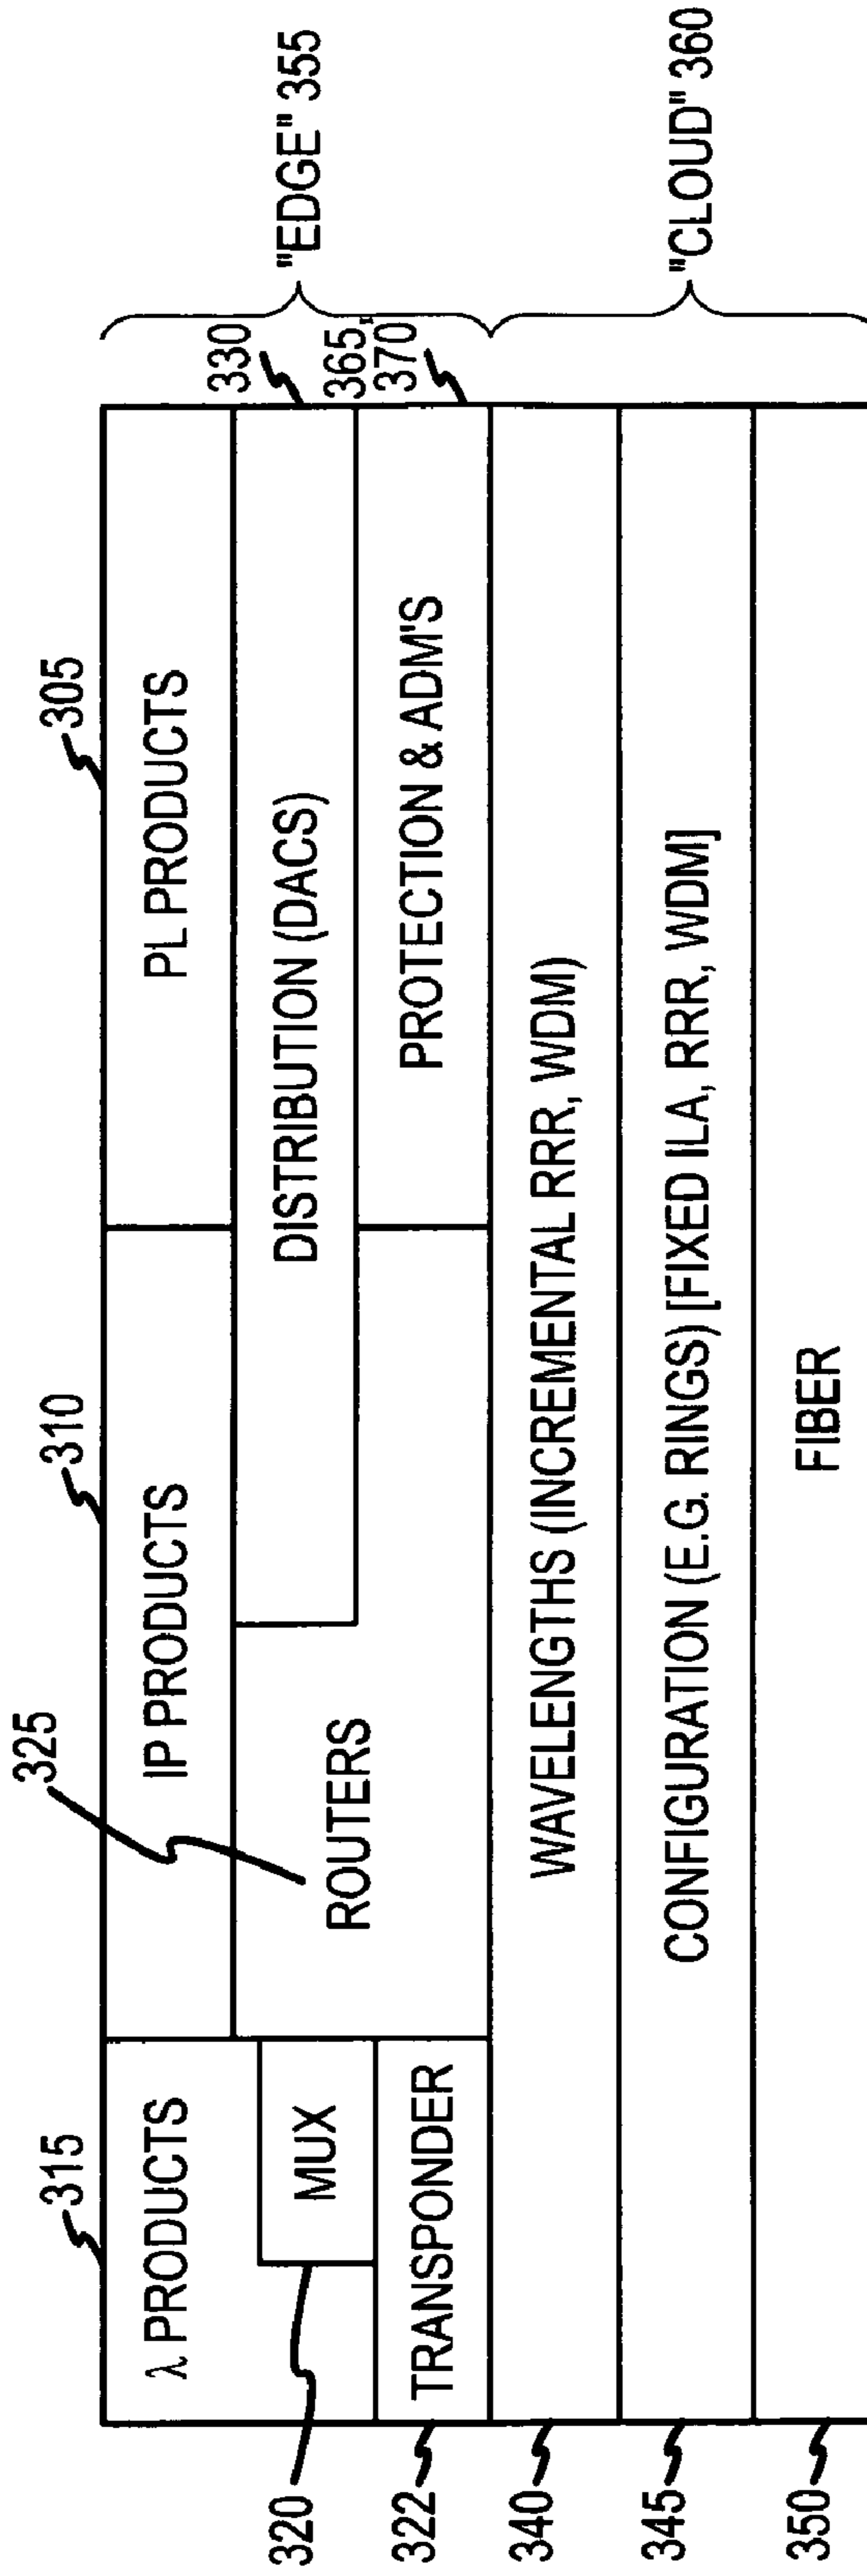 315
325
310
305
λ PRODUCTS
IP PRODUCTS
PL PRODUCTS
330
"EDGE" 355
MUX
ROUTERS
DISTRIBUTION (DACS)
365,
370
320
TRANSPONDER
PROTECTION & ADM'S
322
340
WAVELENGTHS (INCREMENTAL RRR, WDM)
"CLOUD" 360
345
CONFIGURATION (E.G. RINGS) [FIXED ILA, RRR, WDM]
350
FIBER